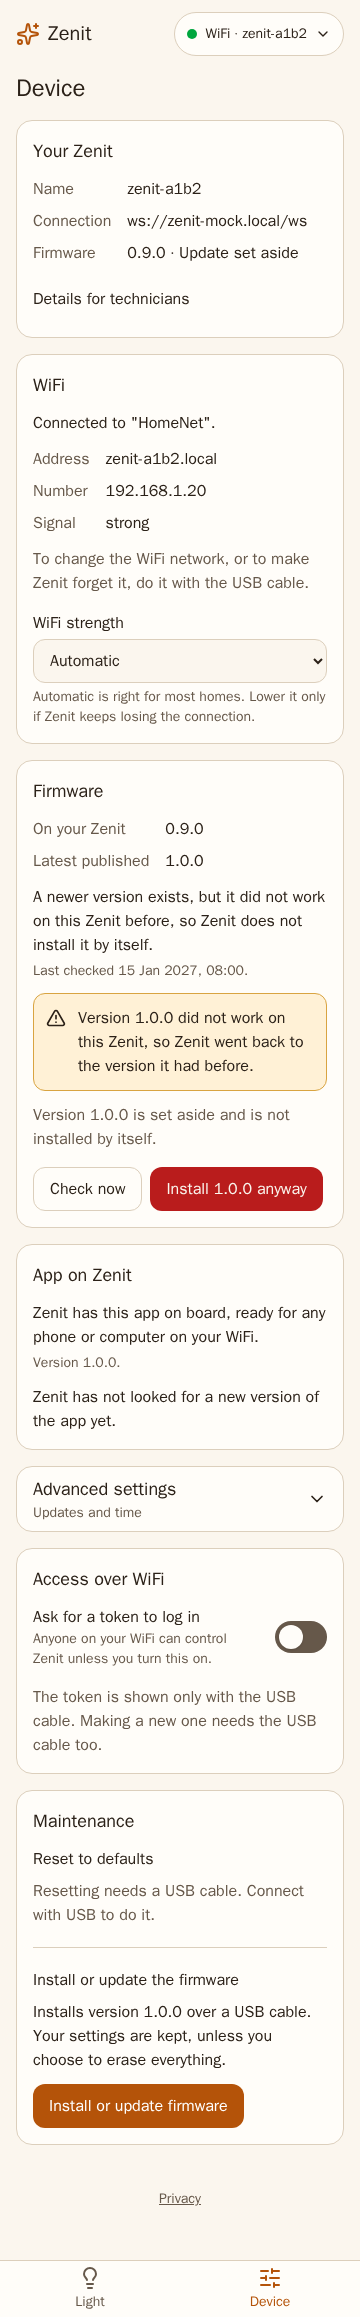 Zenit
WiFi · zenit-a1b2
Device
Your Zenit
Name zenit-a1b2
Connection ws://zenit-mock.local/ws
Firmware 0.9.0 · Update set aside
Details for technicians
WiFi
Connected to "HomeNet".
Address zenit-a1b2.local
Number 192.168.1.20
Signal strong
To change the WiFi network, or to make
Zenit forget it, do it with the USB cable.
WiFi strength
Automatic
Automatic is right for most homes. Lower it only
if Zenit keeps losing the connection.
Firmware
On your Zenit 0.9.0
Latest published 1.0.0
A newer version exists, but it did not work
on this Zenit before, so Zenit does not
install it by itself.
Last checked 15 Jan 2027, 08:00.
Version 1.0.0 did not work on
this Zenit, so Zenit went back to
the version it had before.
Version 1.0.0 is set aside and is not
installed by itself.
Check now Install 1.0.0 anyway
App on Zenit
Zenit has this app on board, ready for any
phone or computer on your WiFi.
Version 1.0.0.
Zenit has not looked for a new version of
the app yet.
Advanced settings
Updates and time
Access over WiFi
Ask for a token to log in
Anyone on your WiFi can control
Zenit unless you turn this on.
The token is shown only with the USB
cable. Making a new one needs the USB
cable too.
Maintenance
Reset to defaults
Resetting needs a USB cable. Connect
with USB to do it.
Install or update the firmware
Installs version 1.0.0 over a USB cable.
Your settings are kept, unless you
choose to erase everything.
Install or update firmware
Privacy
Light Device